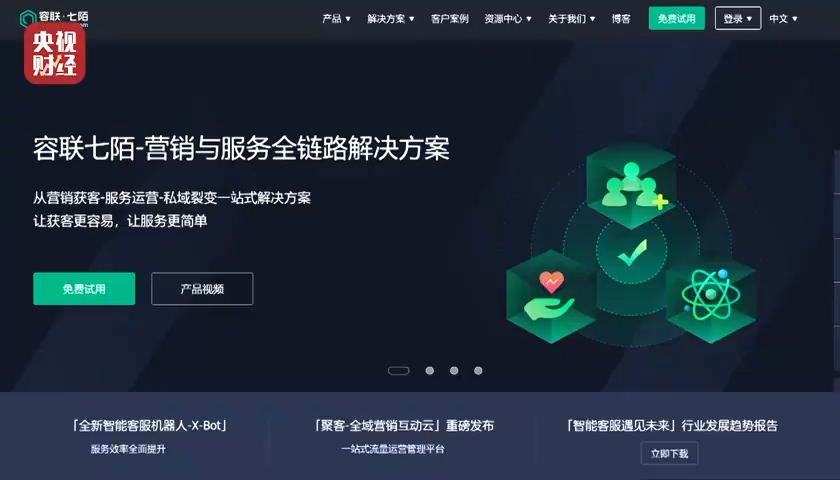 容联·七陌
产品 ▼ 解决方案 ▼ 客户案例 资源中心 ▼ 关于我们 ▼ 博客 免费试用 登录 ▼ 中文 ▼
央视
财经
容联七陌-营销与服务全链路解决方案
从营销获客-服务运营-私域裂变一站式解决方案
让获客更容易，让服务更简单
免费试用 产品视频
「全新智能客服机器人-X-Bot」 「聚客-全域营销互动云」重磅发布 「智能客服遇见未来」行业发展趋势报告
服务效率全面提升 一站式流量运营管理平台 立即下载